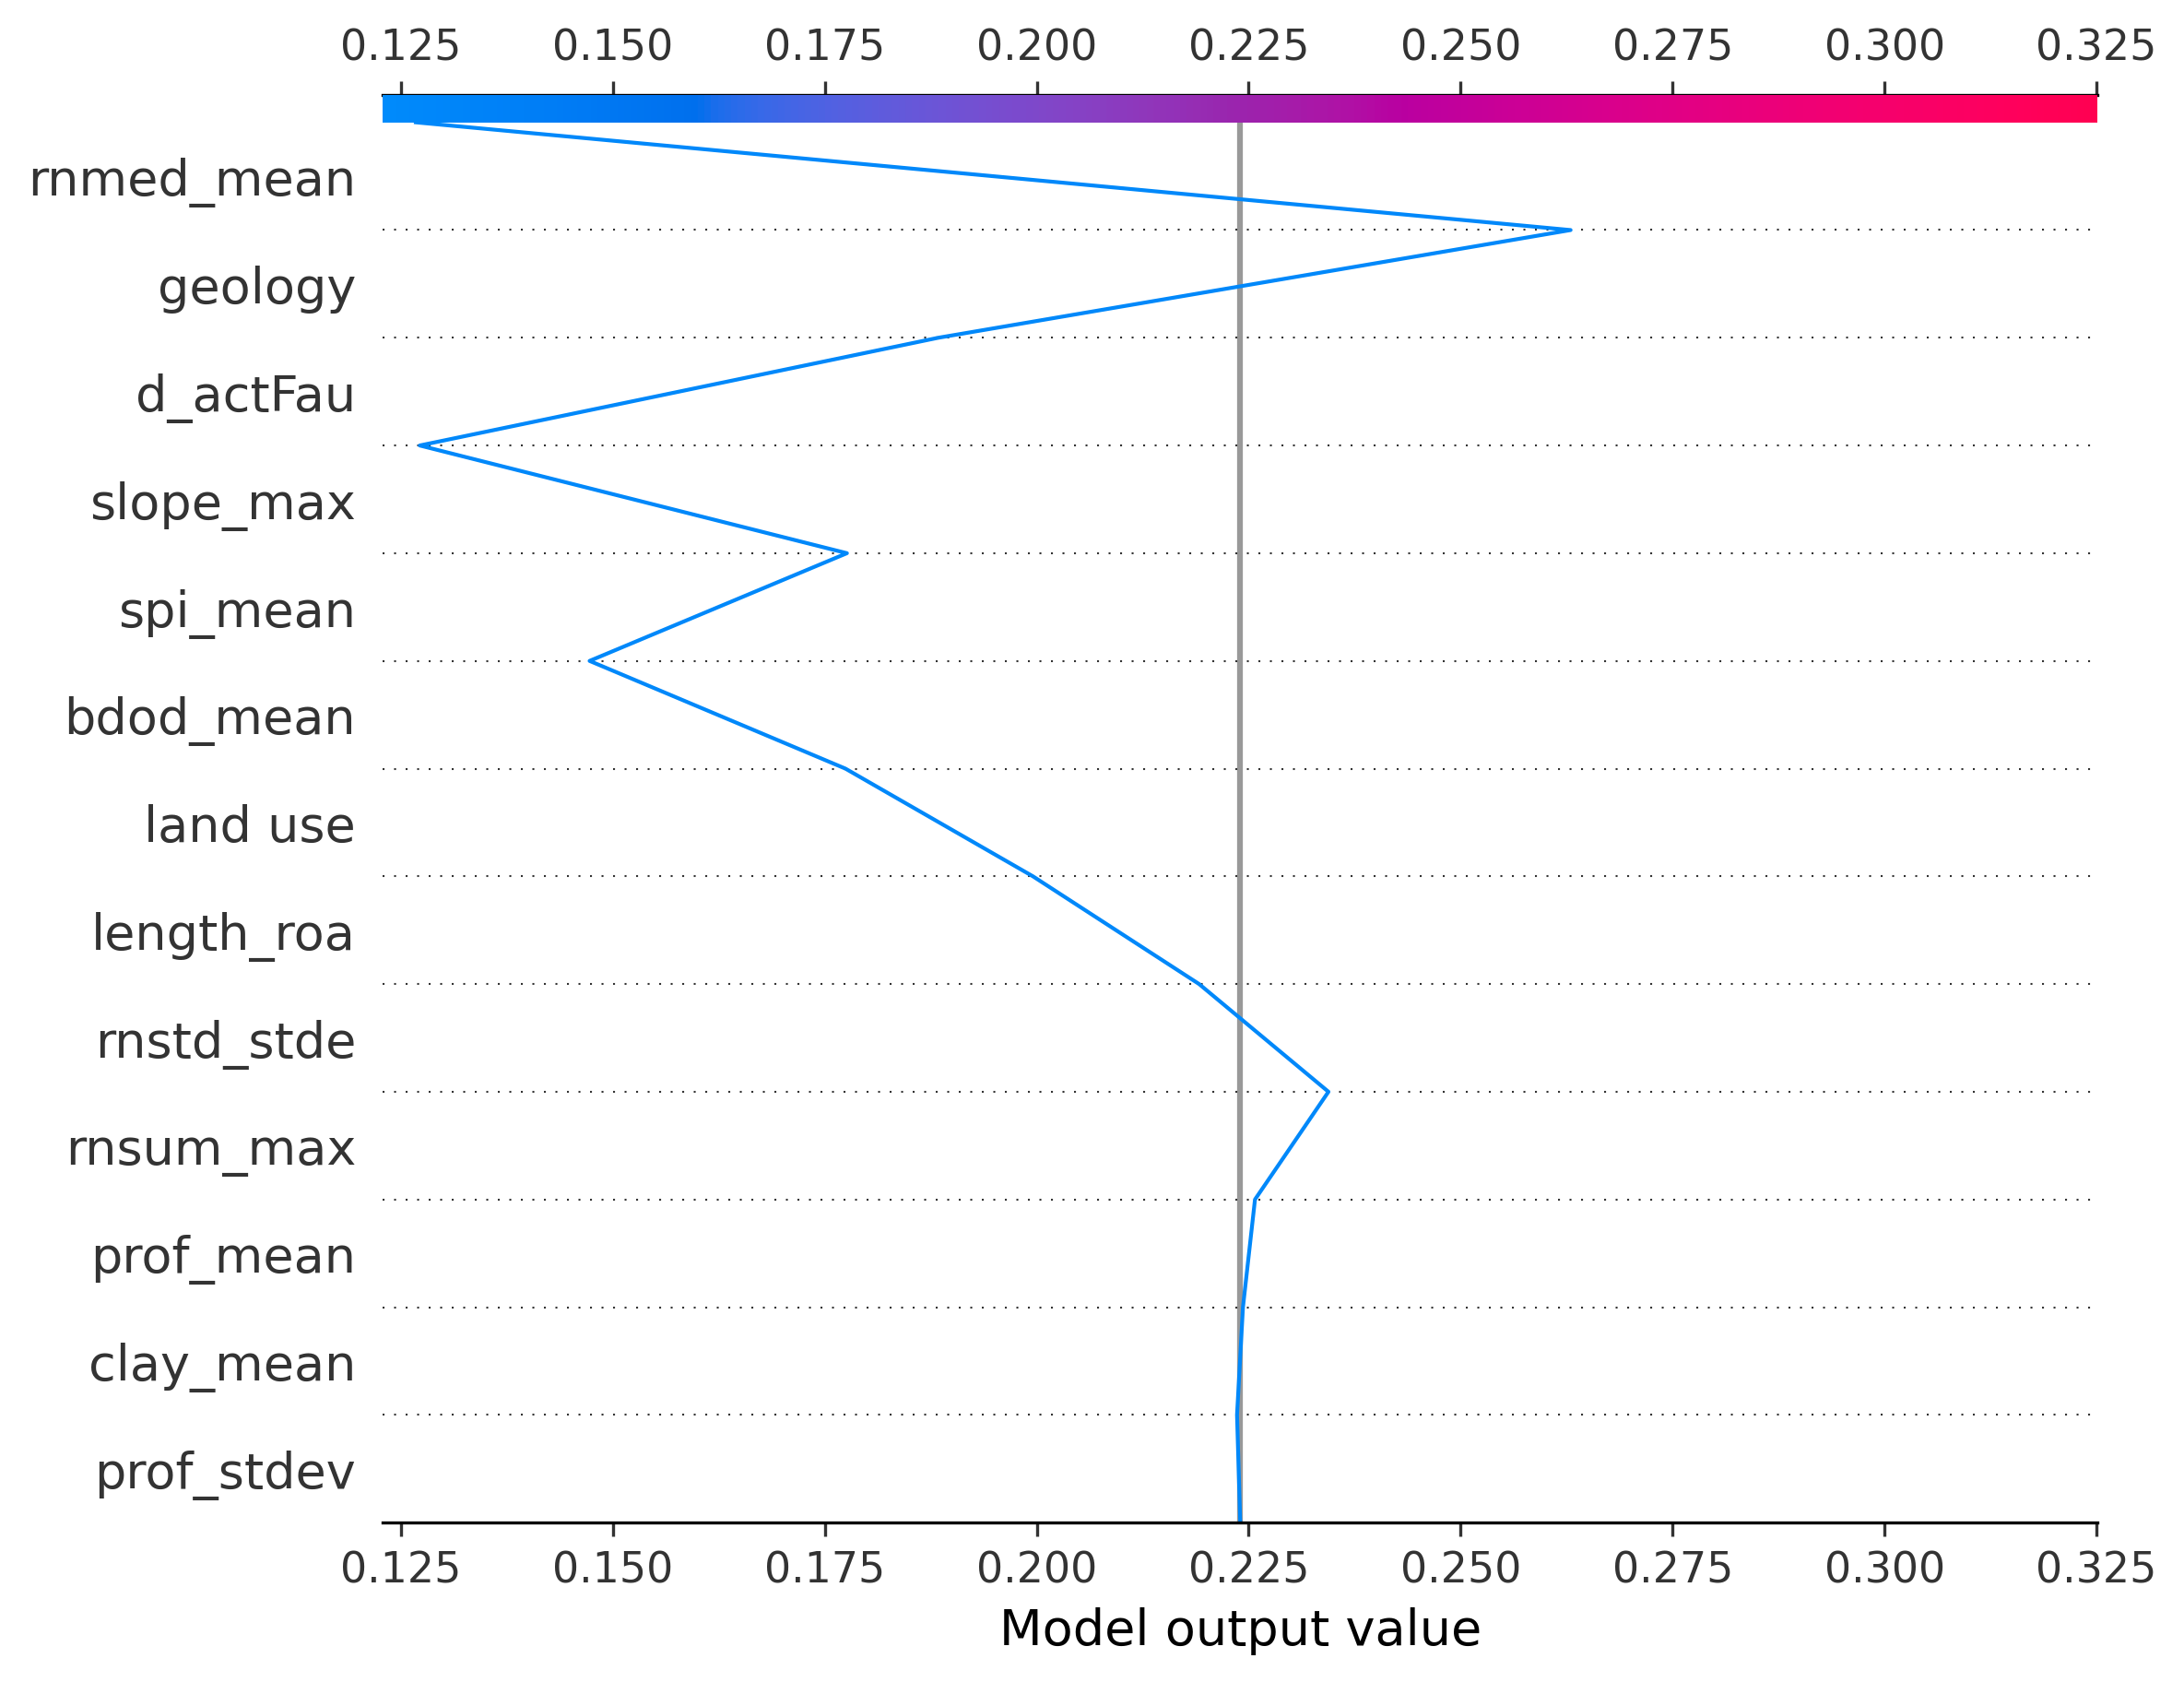 0.125 0.150 0.175 0.200 0.225 0.250 0.275 0.300 0.325
rnmed_mean
geology
d_actFau
slope_max
spi_mean
bdod_mean
land use
length_roa
rnstd_stde
rnsum_max
prof_mean
clay_mean
prof_stdev
0.125 0.150 0.175 0.200 0.225 0.250 0.275 0.300 0.325
Model output value